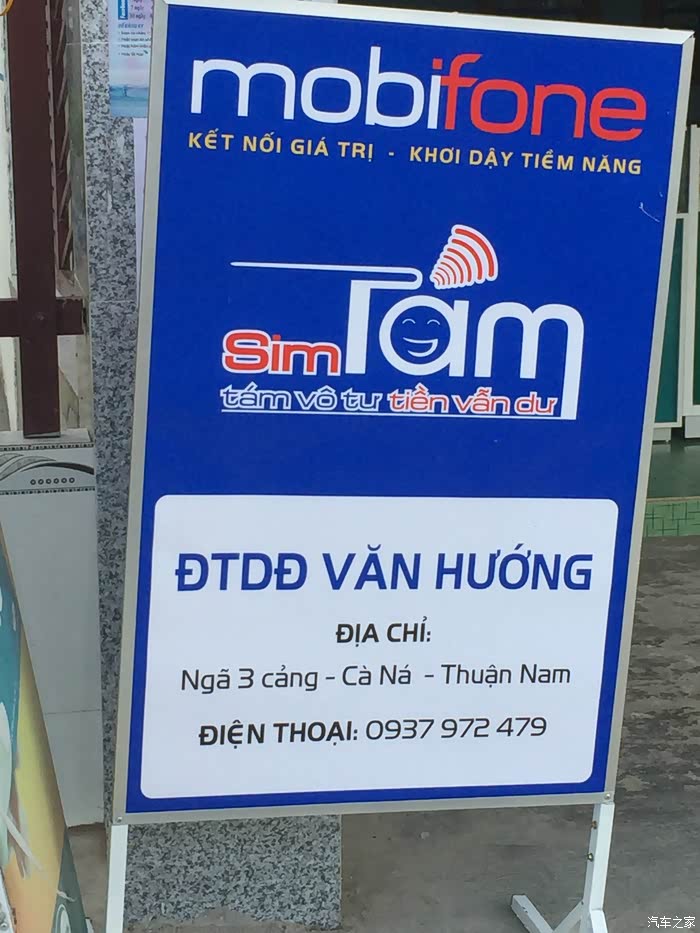 mobifone
KẾT NỐI GIÁ TRỊ - KHƠI DẬY TIỀM NĂNG
Sim Tám
tám vô tư tiền vẫn dư
ĐTDĐ VĂN HƯỚNG
ĐỊA CHỈ:
Ngã 3 cảng - Cà Ná - Thuận Nam
ĐIỆN THOẠI: 0937 972 479
汽车之家